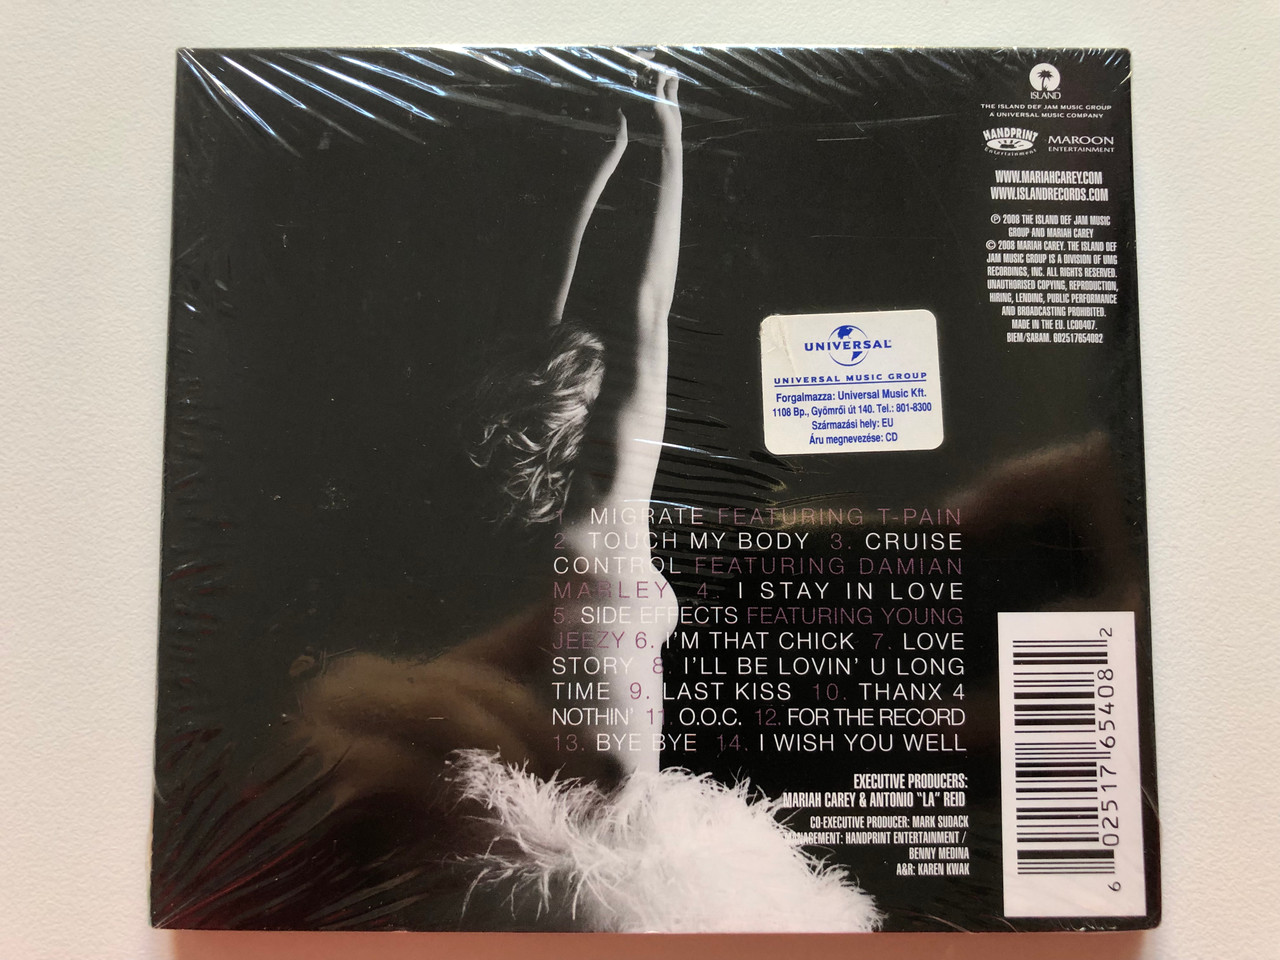 ISLAND
THE ISLAND DEF JAM MUSIC GROUP
A UNIVERSAL MUSIC COMPANY
HANDPRINT
Entertainment
MAROON
ENTERTAINMENT
WWW.MARIAHCAREY.COM
WWW.ISLANDRECORDS.COM
℗ 2008 THE ISLAND DEF JAM MUSIC
GROUP AND MARIAH CAREY
© 2008 MARIAH CAREY. THE ISLAND DEF
JAM MUSIC GROUP IS A DIVISION OF UMG
RECORDINGS, INC. ALL RIGHTS RESERVED.
UNAUTHORISED COPYING, REPRODUCTION,
HIRING, LENDING, PUBLIC PERFORMANCE
AND BROADCASTING PROHIBITED.
MADE IN THE EU. LC00407.
BIEM/SABAM. 602517654082
UNIVERSAL
UNIVERSAL MUSIC GROUP
Forgalmazza: Universal Music Kft.
1108 Bp., Gyömrői út 140. Tel.: 801-8300
Származási hely: EU
Áru megnevezése: CD
1. MIGRATE FEATURING T-PAIN
2. TOUCH MY BODY 3. CRUISE
CONTROL FEATURING DAMIAN
MARLEY 4. I STAY IN LOVE
5. SIDE EFFECTS FEATURING YOUNG
JEEZY 6. I'M THAT CHICK 7. LOVE
STORY 8. I'LL BE LOVIN' U LONG
TIME 9. LAST KISS 10. THANX 4
NOTHIN' 11. O.O.C. 12. FOR THE RECORD
13. BYE BYE 14. I WISH YOU WELL
EXECUTIVE PRODUCERS:
MARIAH CAREY & ANTONIO "LA" REID
CO-EXECUTIVE PRODUCER: MARK SUDACK
MANAGEMENT: HANDPRINT ENTERTAINMENT /
BENNY MEDINA
A&R: KAREN KWAK
6 02517 65408 2